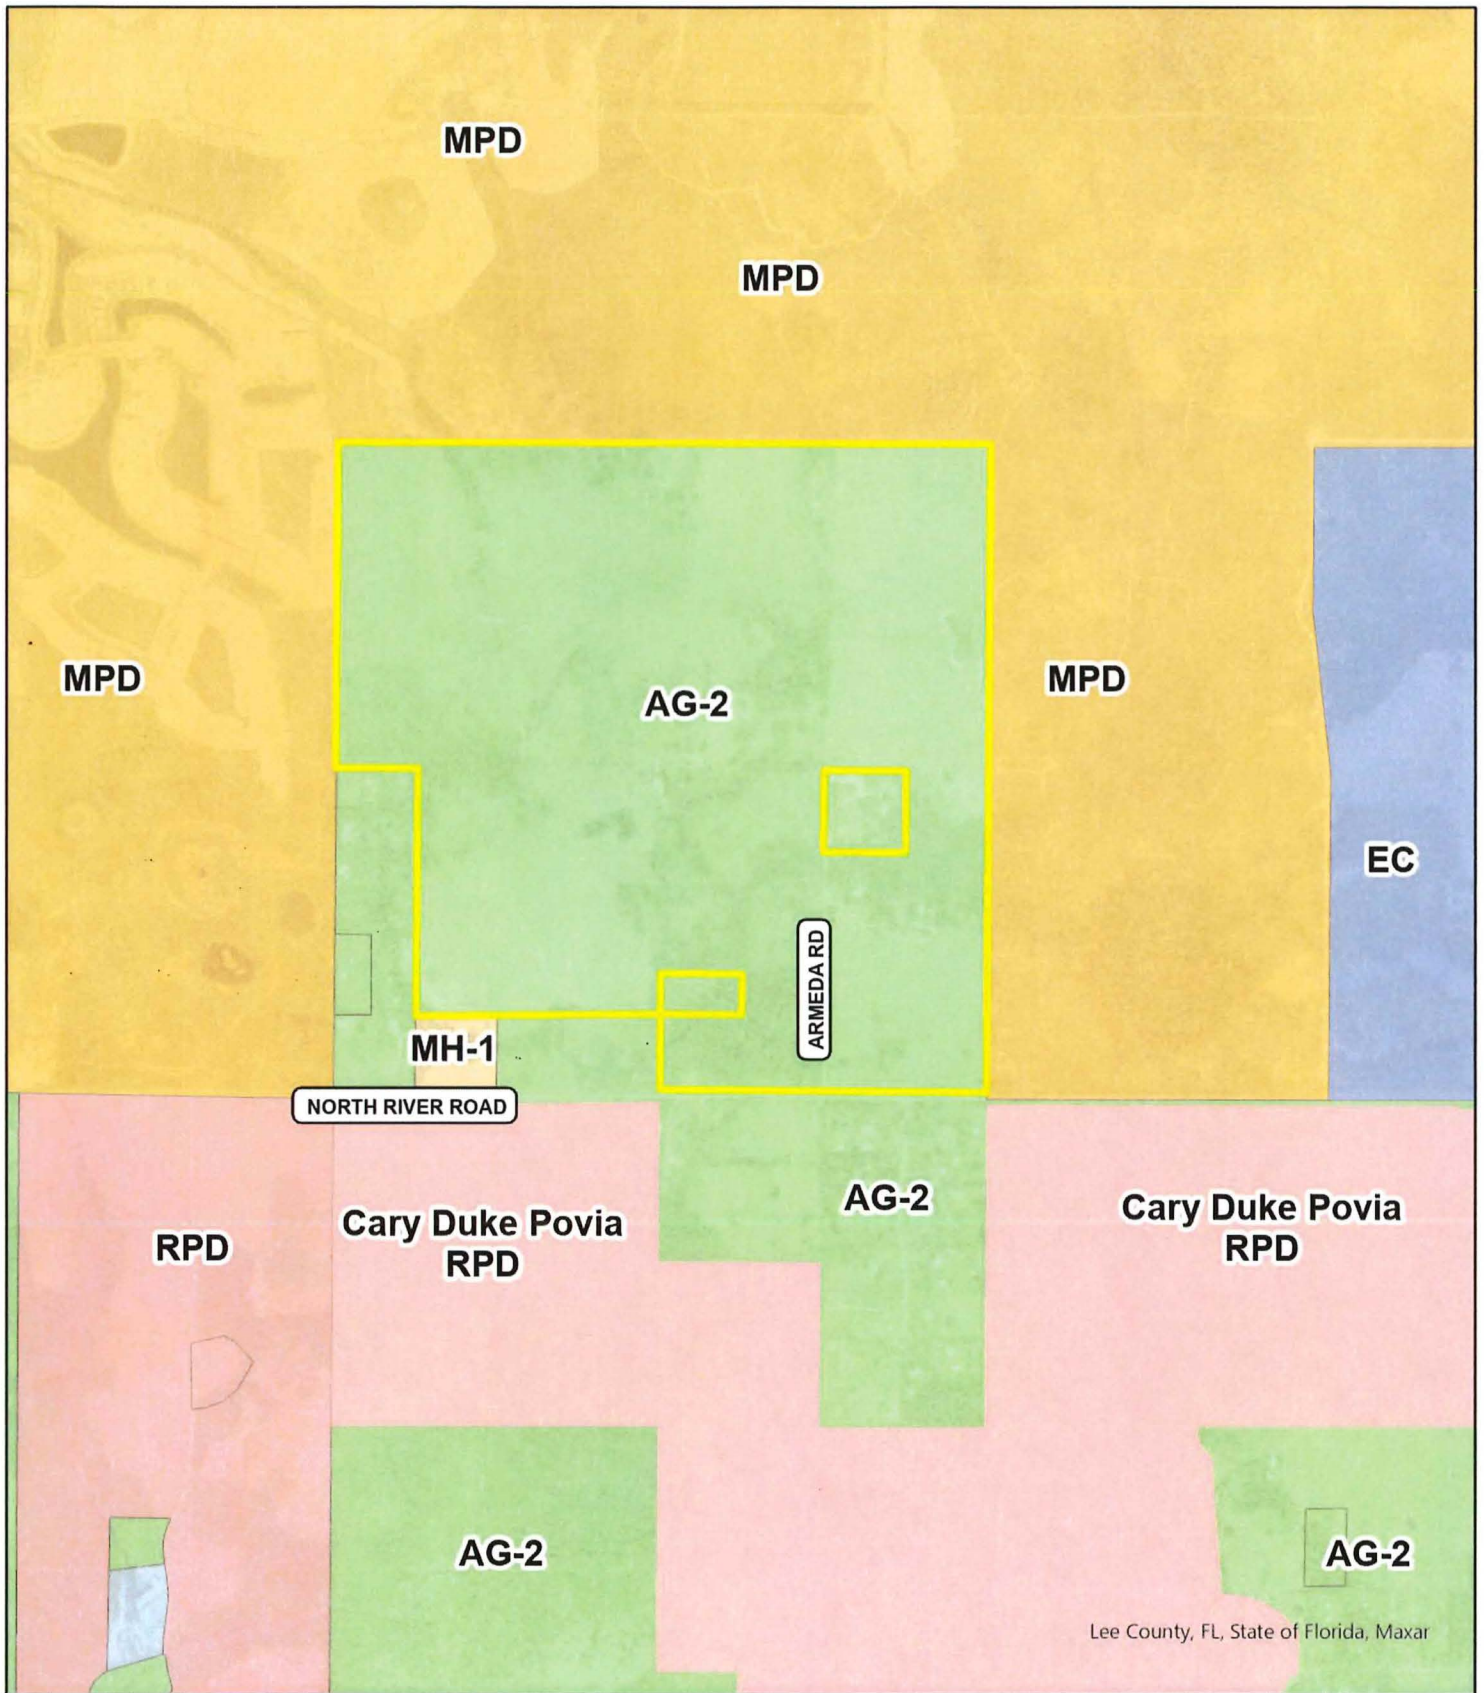 MPD
MPD
MPD
AG-2
MPD
EC
ARMEDA RD
MH-1
NORTH RIVER ROAD
AG-2
Cary Duke Povia
RPD
Cary Duke Povia
RPD
RPD
AG-2
AG-2
Lee County, FL, State of Florida, Maxar